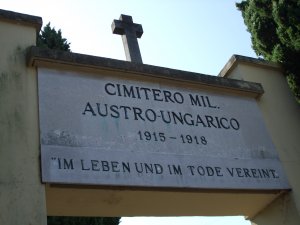 CIMITERO MIL.
AUSTRO-UNGARICO
1915-1918
"IM LEBEN UND IM TODE VEREINT.